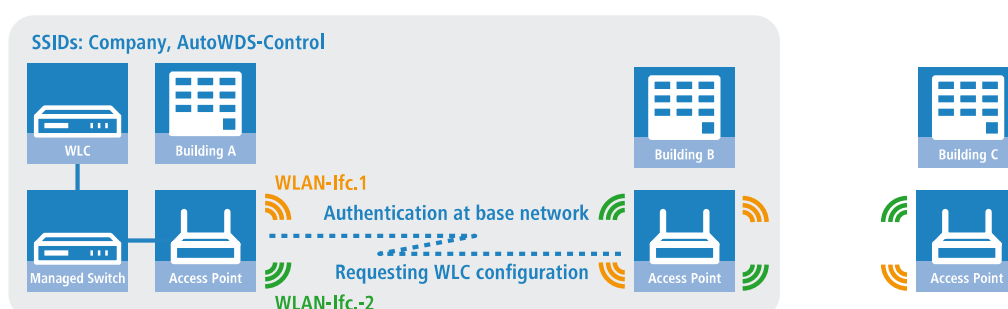 SSIDs: Company, AutoWDS-Control
WLC
Building A
Building B
Building C
WLAN-Ifc.1
Authentication at base network
Requesting WLC configuration
Managed Switch
Access Point
Access Point
Access Point
WLAN-Ifc.-2